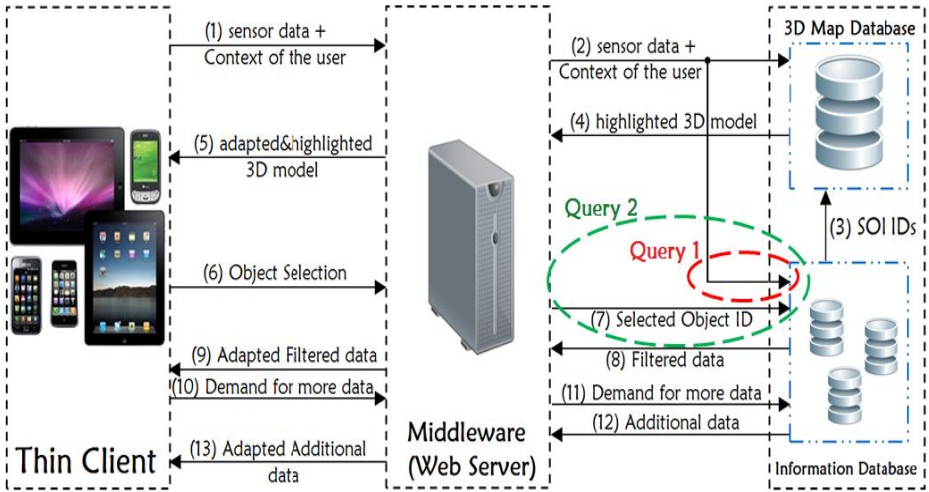 (1) sensor data +
Context of the user
(2) sensor data +
Context of the user
3D Map Database
(4) highlighted 3D model
(5) adapted&highlighted
3D model
Query 2
(3) SOI IDs
Query 1
(6) Object Selection
(7) Selected Object ID
(9) Adapted Filtered data
(8) Filtered data
(10) Demand for more data
(11) Demand for more data
(12) Additional data
Middleware
(Web Server)
(13) Adapted Additional
data
Thin Client
Information Database